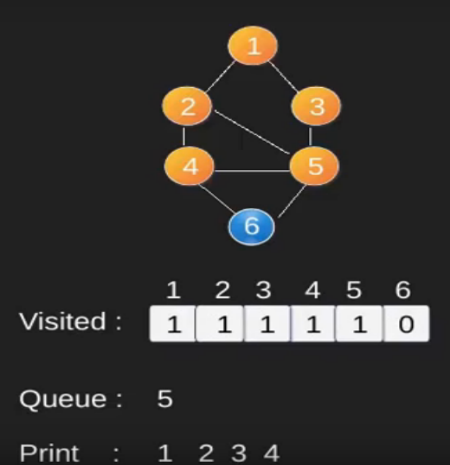 1
2 3
4 5
6
1 2 3 4 5 6
Visited : 1 1 1 1 1 0
Queue : 5
Print : 1 2 3 4